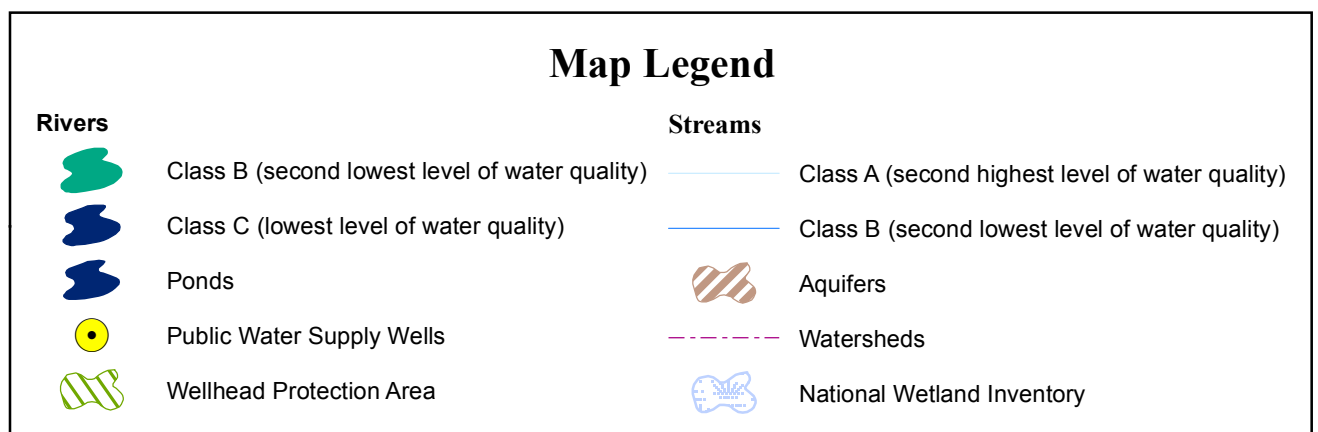 Map Legend
Rivers
Class B (second lowest level of water quality)
Class C (lowest level of water quality)
Ponds
Public Water Supply Wells
Wellhead Protection Area
Streams
Class A (second highest level of water quality)
Class B (second lowest level of water quality)
Aquifers
Watersheds
National Wetland Inventory